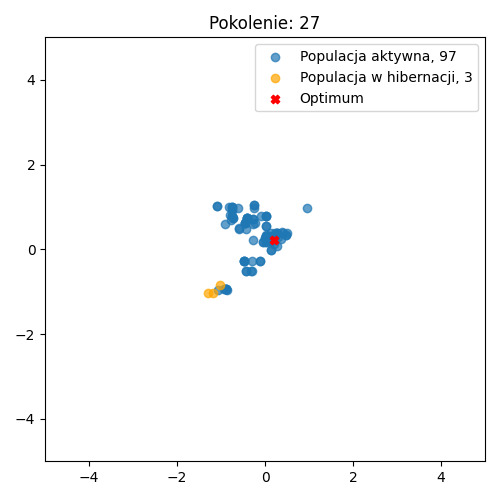 Pokolenie: 27
Populacja aktywna, 97
Populacja w hibernacji, 3
Optimum
4
2
0
−2
−4
−4
−2
0
2
4